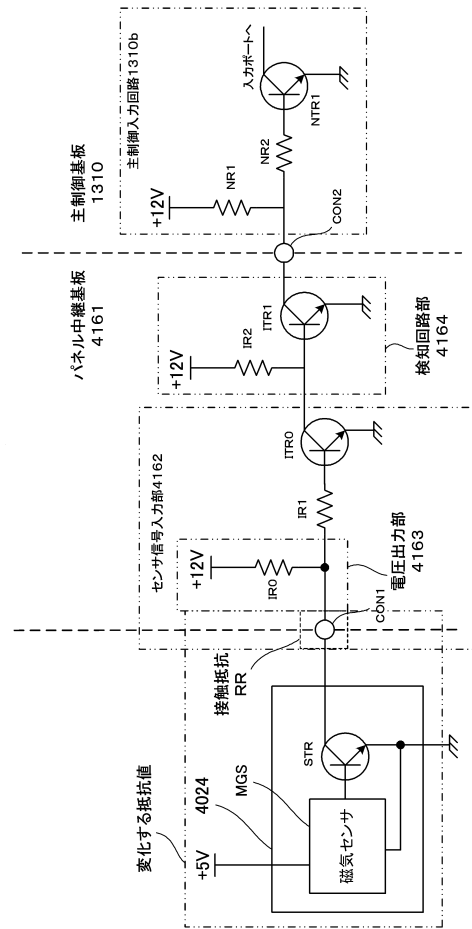 主制御基板
1310
主制御入力回路1310b
入力ポートへ
+12V
NR1
NR2
NTR1
CON2
パネル中継基板
4161
+12V
IR2
ITR1
検知回路部
4164
センサ信号入力部4162
ITR0
IR1
+12V
IR0
電圧出力部
4163
CON1
接触抵抗
RR
変化する抵抗値
4024
MGS
+5V
STR
磁気センサ